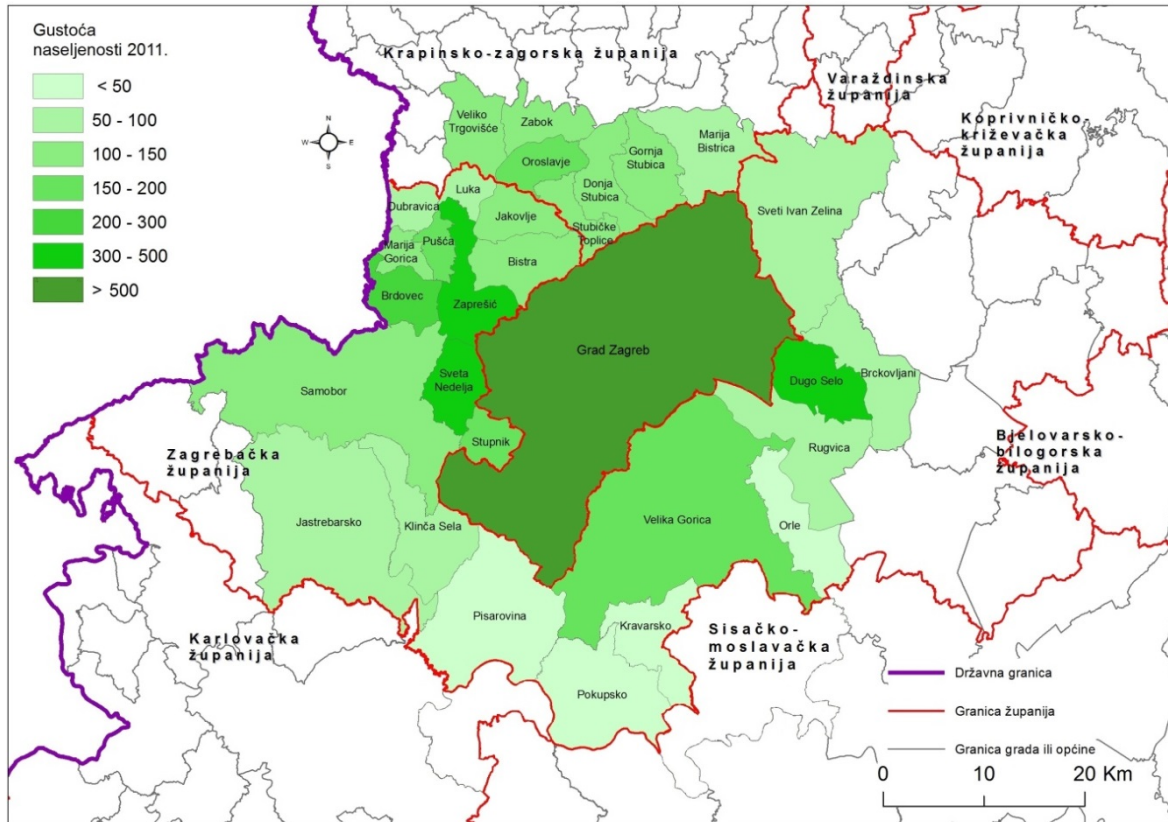 Gustoća
naseljenosti 2011.
< 50
50 - 100
100 - 150
150 - 200
200 - 300
300 - 500
> 500
N
W E
S
Krapinsko-zagorska županija
Varaždinska
županija
Koprivničko-
križevačka
županija
Veliko
Trgovišće
Zabok
Oroslavje
Gornja
Stubica
Marija
Bistrica
Donja
Stubica
Stubičke
Toplice
Luka
Dubravica
Jakovlje
Pušća
Marija
Gorica
Bistra
Brdovec
Zaprešić
Sveti Ivan Zelina
Grad Zagreb
Sveta
Nedelja
Samobor
Dugo Selo
Brckovljani
Stupnik
Rugvica
Zagrebačka
županija
Bjelovarsko-
bilogorska
županija
Jastrebarsko
Klinča Sela
Velika Gorica
Orle
Pisarovina
Kravarsko
Karlovačka
županija
Sisačko-
moslavačka
županija
Pokupsko
Državna granica
Granica županija
Granica grada ili općine
0 10 20 Km